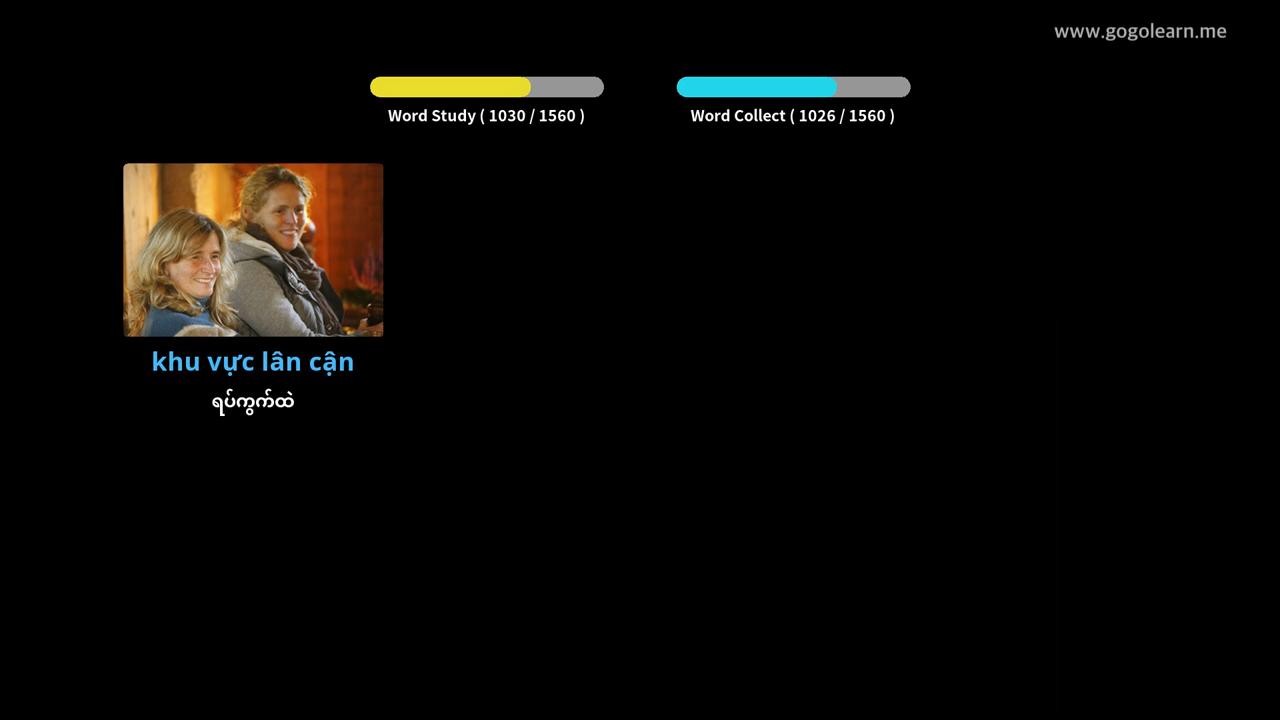 www.gogolearn.me
Word Study ( 1030 / 1560 )
Word Collect ( 1026 / 1560 )
khu vực lân cận
ရပ်ကွက်ထဲ